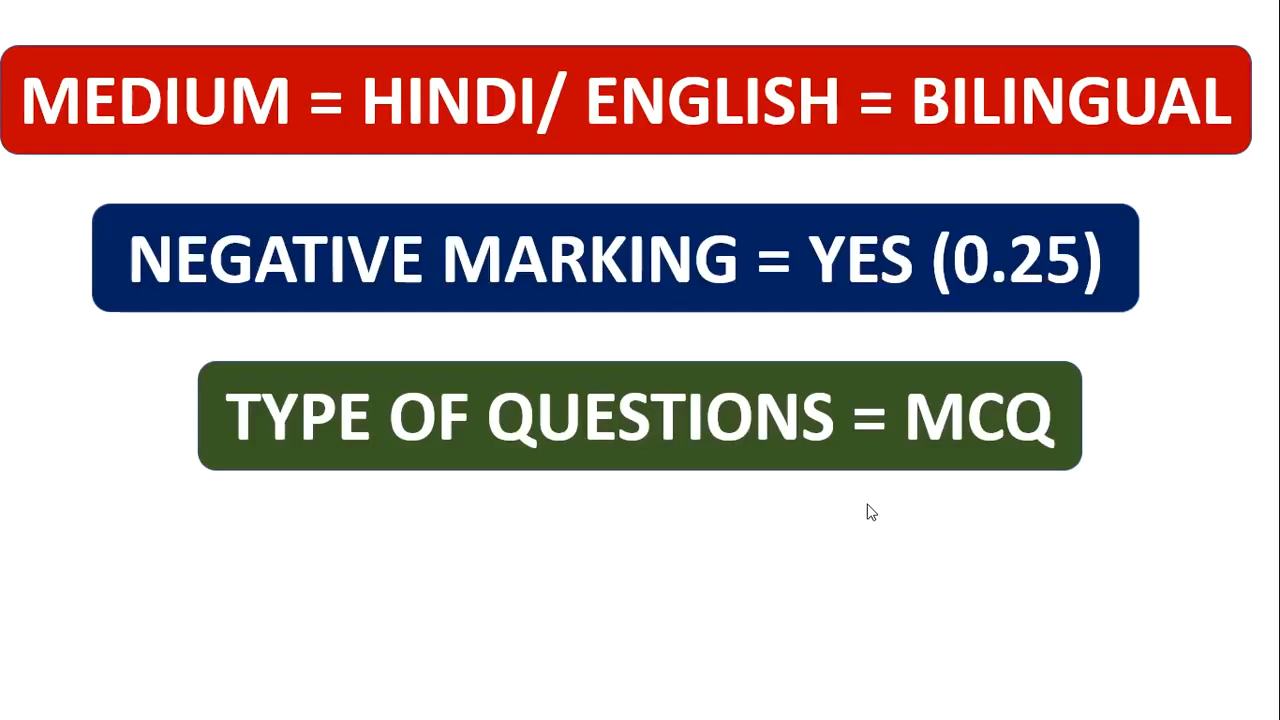 MEDIUM = HINDI/ ENGLISH = BILINGUAL
NEGATIVE MARKING = YES (0.25)
TYPE OF QUESTIONS = MCQ